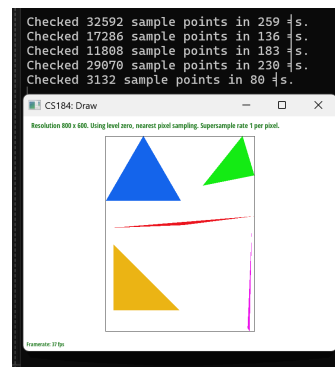 Checked 32592 sample points in 259 ╡s.
Checked 17286 sample points in 136 ╡s.
Checked 11808 sample points in 183 ╡s.
Checked 29070 sample points in 230 ╡s.
Checked 3132 sample points in 80 ╡s.
CS184: Draw
Resolution 800 x 600. Using level zero, nearest pixel sampling. Supersample rate 1 per pixel.
Framerate: 37 fps